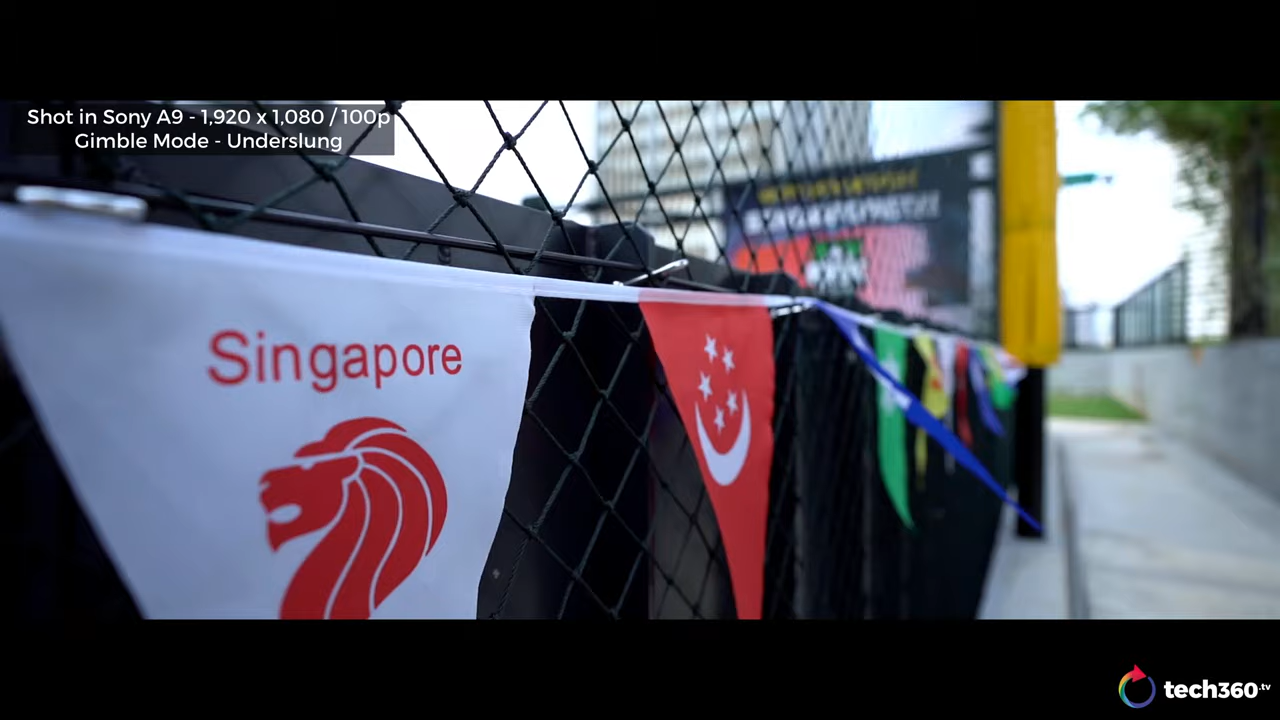 Shot in Sony A9 - 1,920 x 1,080 / 100p
Gimble Mode - Underslung
Singapore
tech360.tv